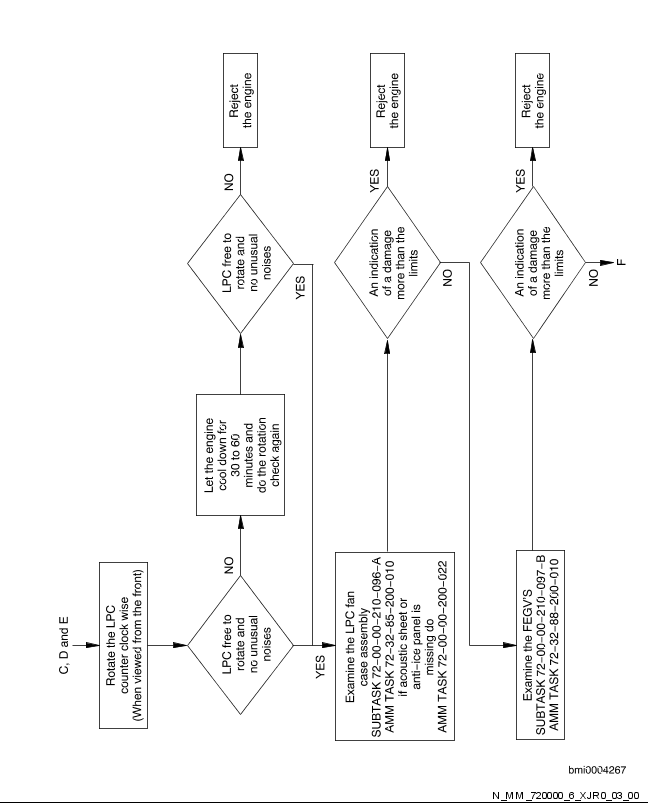 C, D and E
Rotate the LPC
counter clock wise
(When viewed from the front)
LPC free to
rotate and
no unusual
noises
NO
Let the engine
cool down for
30 to 60
minutes and
do the rotation
check again
LPC free to
rotate and
no unusual
noises
NO
Reject
the engine
YES
YES
Examine the LPC fan
case assembly
SUBTASK 72-00-00-210-096-A
AMM TASK 72-32-85-200-010
if acoustic sheet or
anti-ice panel is
missing do
AMM TASK 72-00-00-200-022
An indication
of a damage
more than the
limits
YES
Reject
the engine
NO
Examine the FEGV'S
SUBTASK 72-00-00-210-097-B
AMM TASK 72-32-88-200-010
An indication
of a damage
more than the
limits
YES
Reject
the engine
NO
F
bmi0004267
N_MM_720000_6_XJR0_03_00